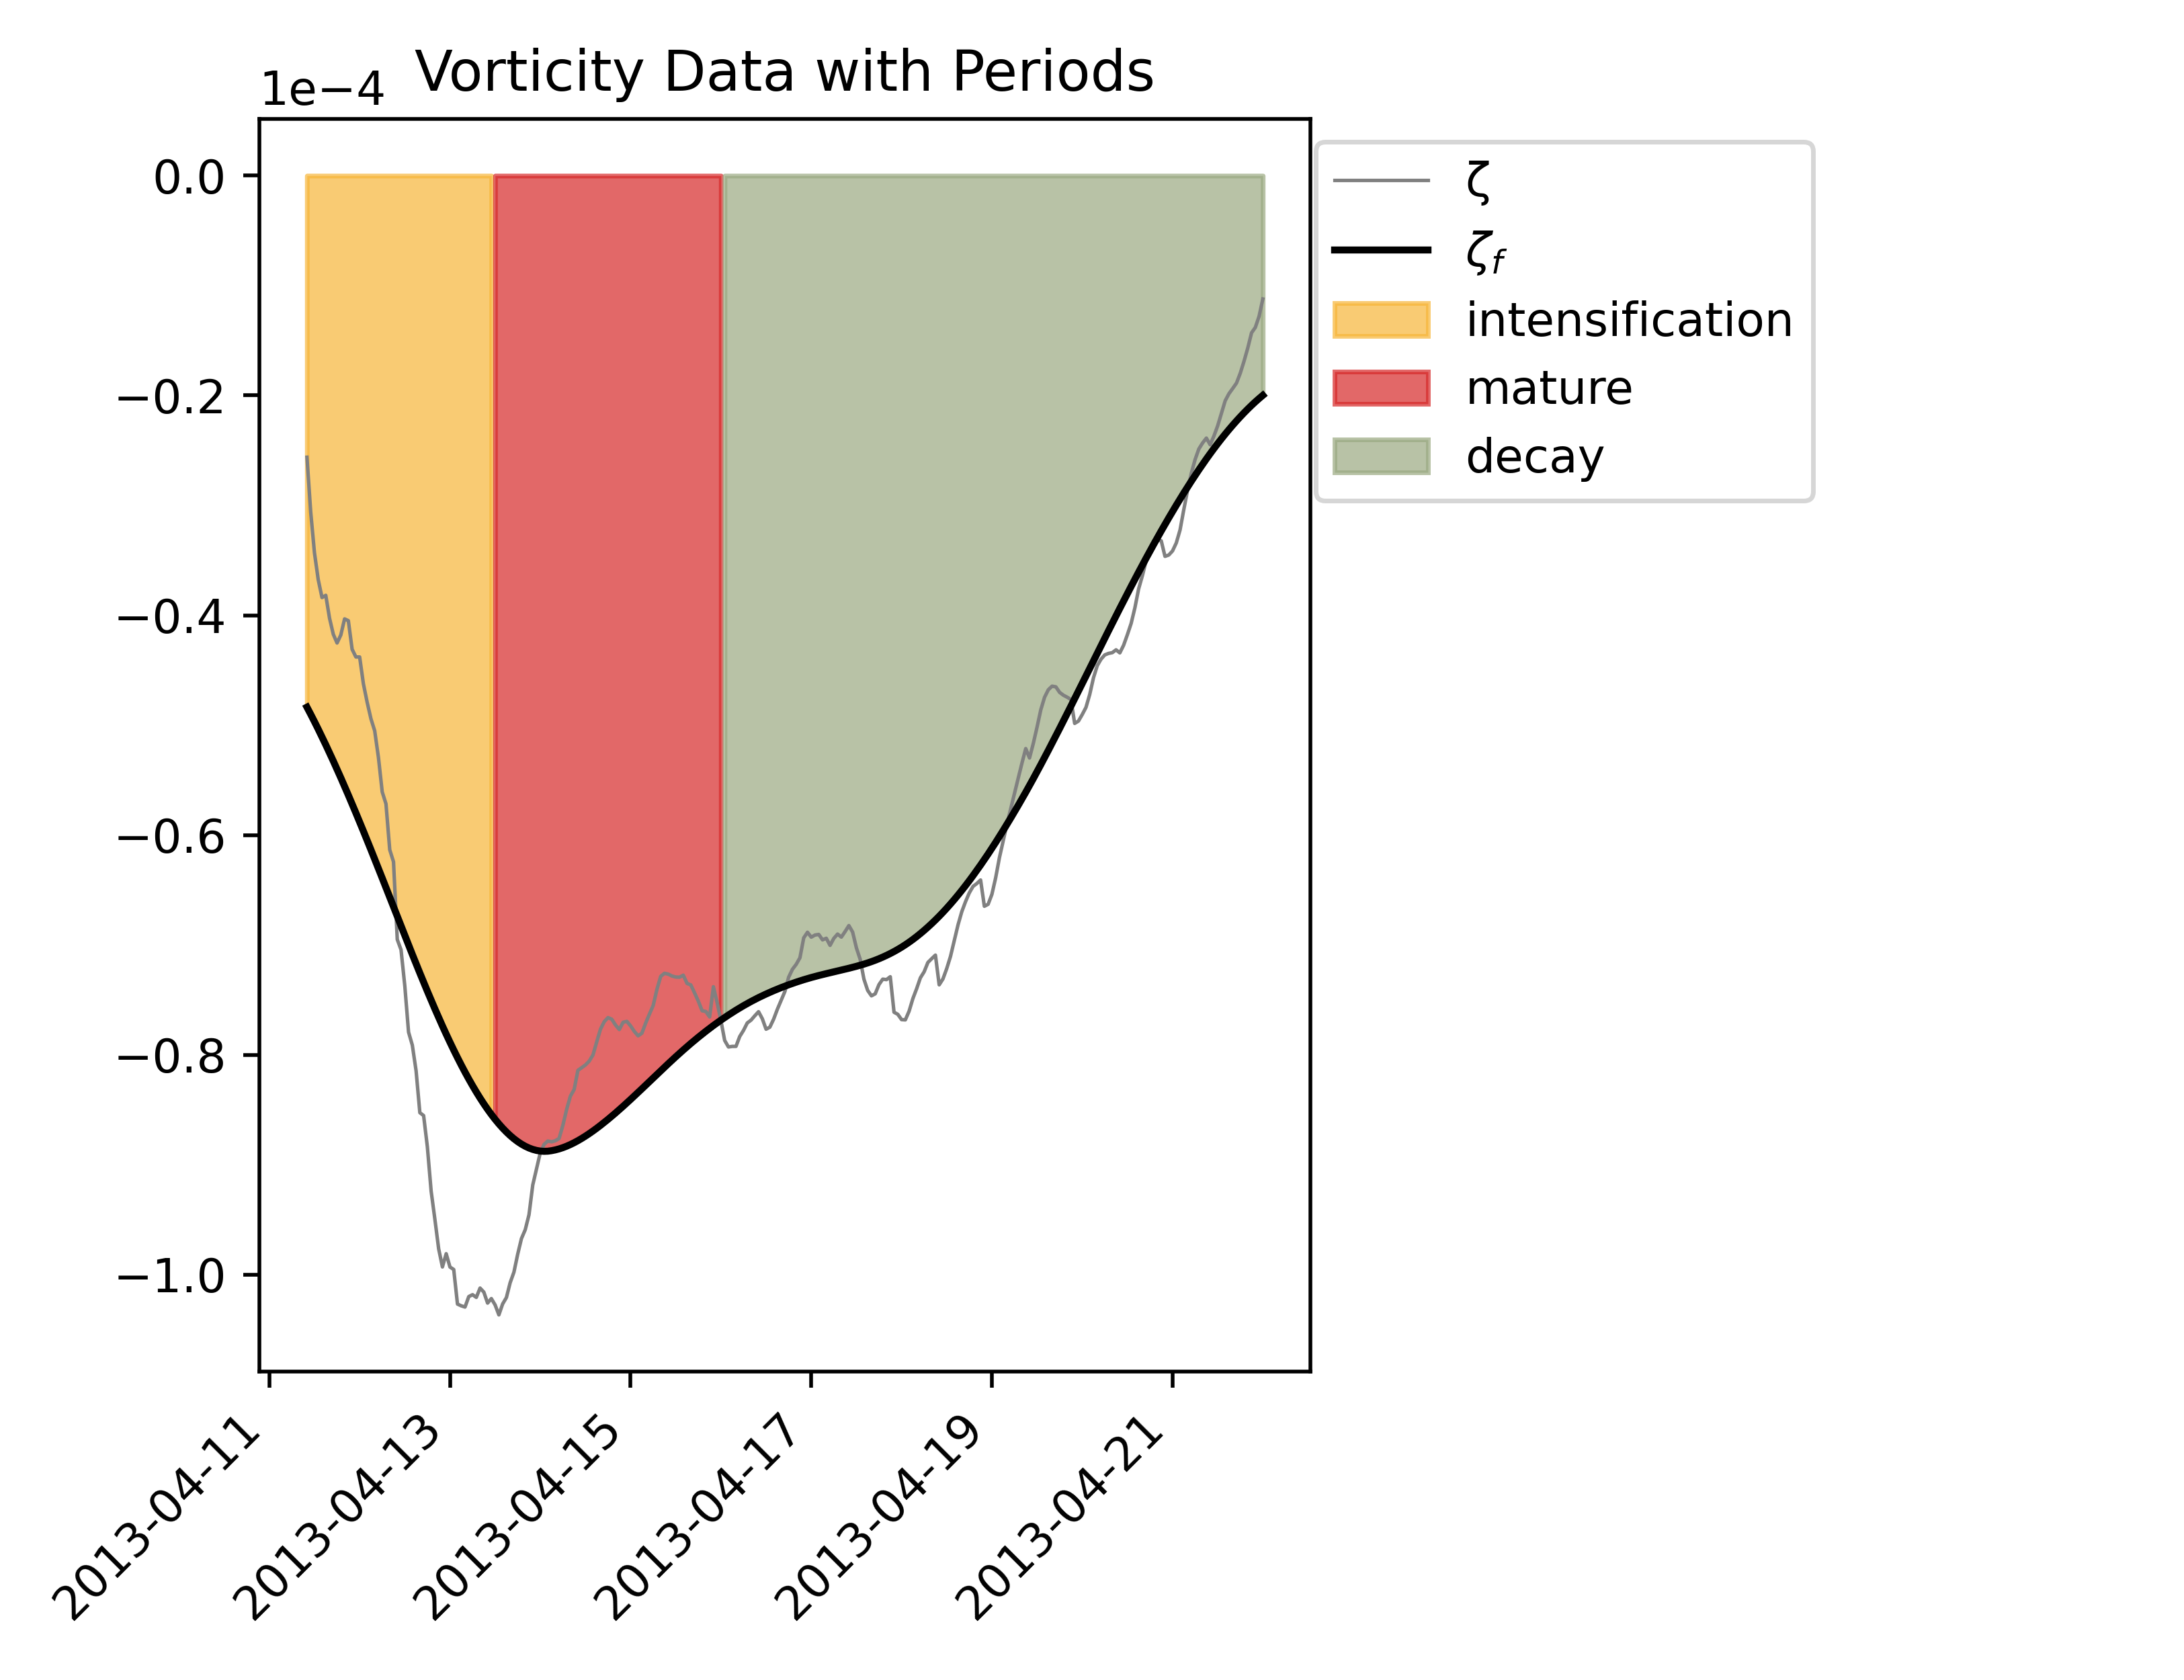 Vorticity Data with Periods
1e−4
0.0
−0.2
−0.4
−0.6
−0.8
−1.0
2013-04-11
2013-04-13
2013-04-15
2013-04-17
2013-04-19
2013-04-21
ζ
ζf
intensification
mature
decay